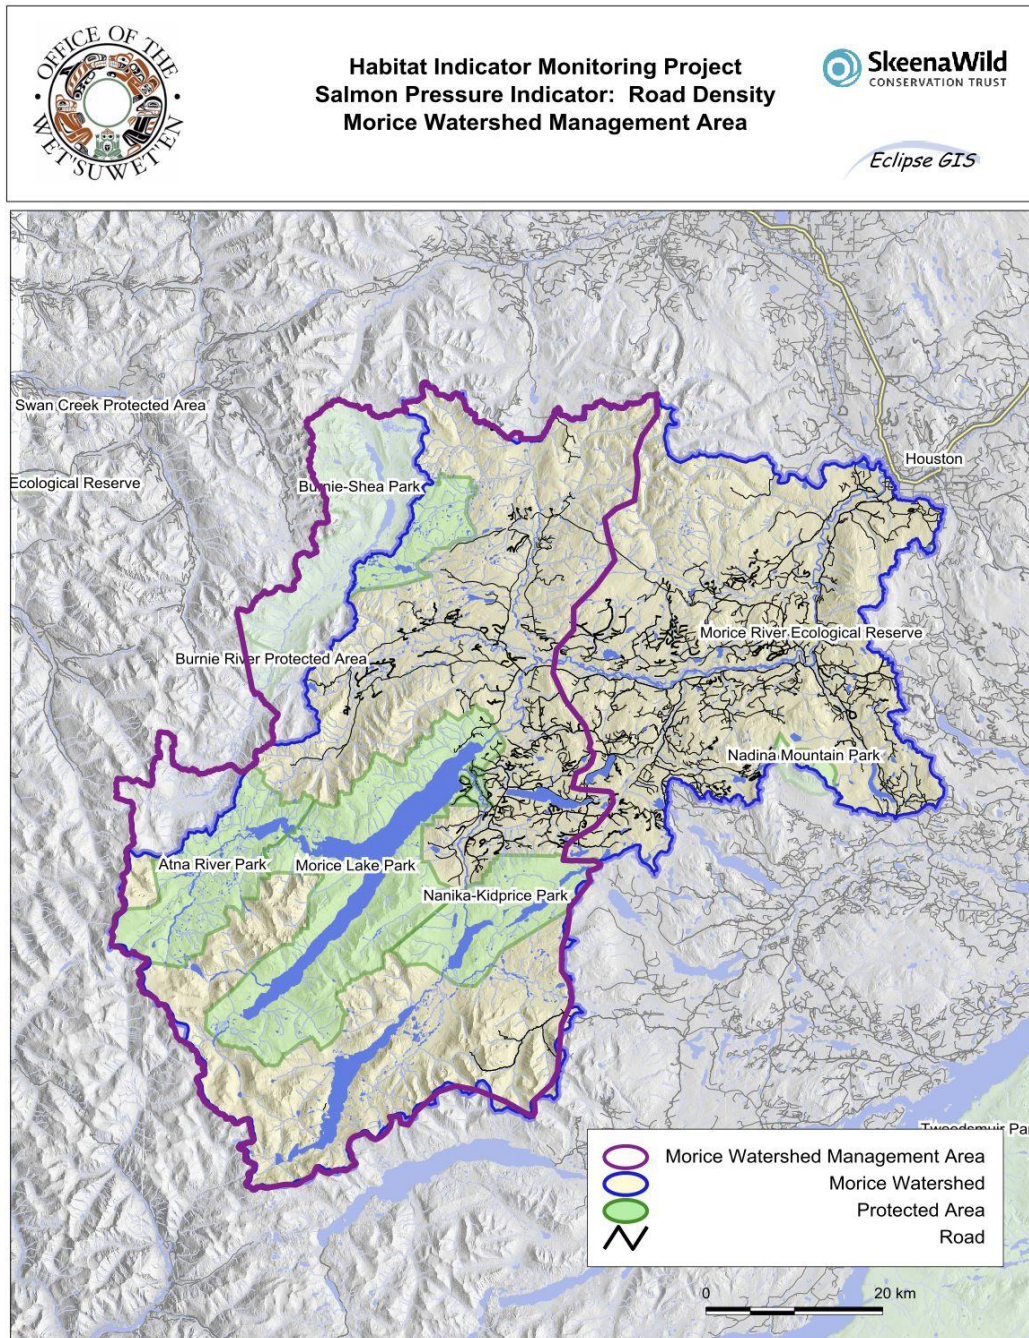 OFFICE OF THE
WET'SUWET'EN
Habitat Indicator Monitoring Project
Salmon Pressure Indicator: Road Density
Morice Watershed Management Area
SkeenaWild
CONSERVATION TRUST
Eclipse GIS
Swan Creek Protected Area
Ecological Reserve
Burnie-Shea Park
Houston
Morice River Ecological Reserve
Burnie River Protected Area
Nadina Mountain Park
Atna River Park
Morice Lake Park
Nanika-Kidprice Park
Tweedsmuir Par
Morice Watershed Management Area
Morice Watershed
Protected Area
Road
0 20 km